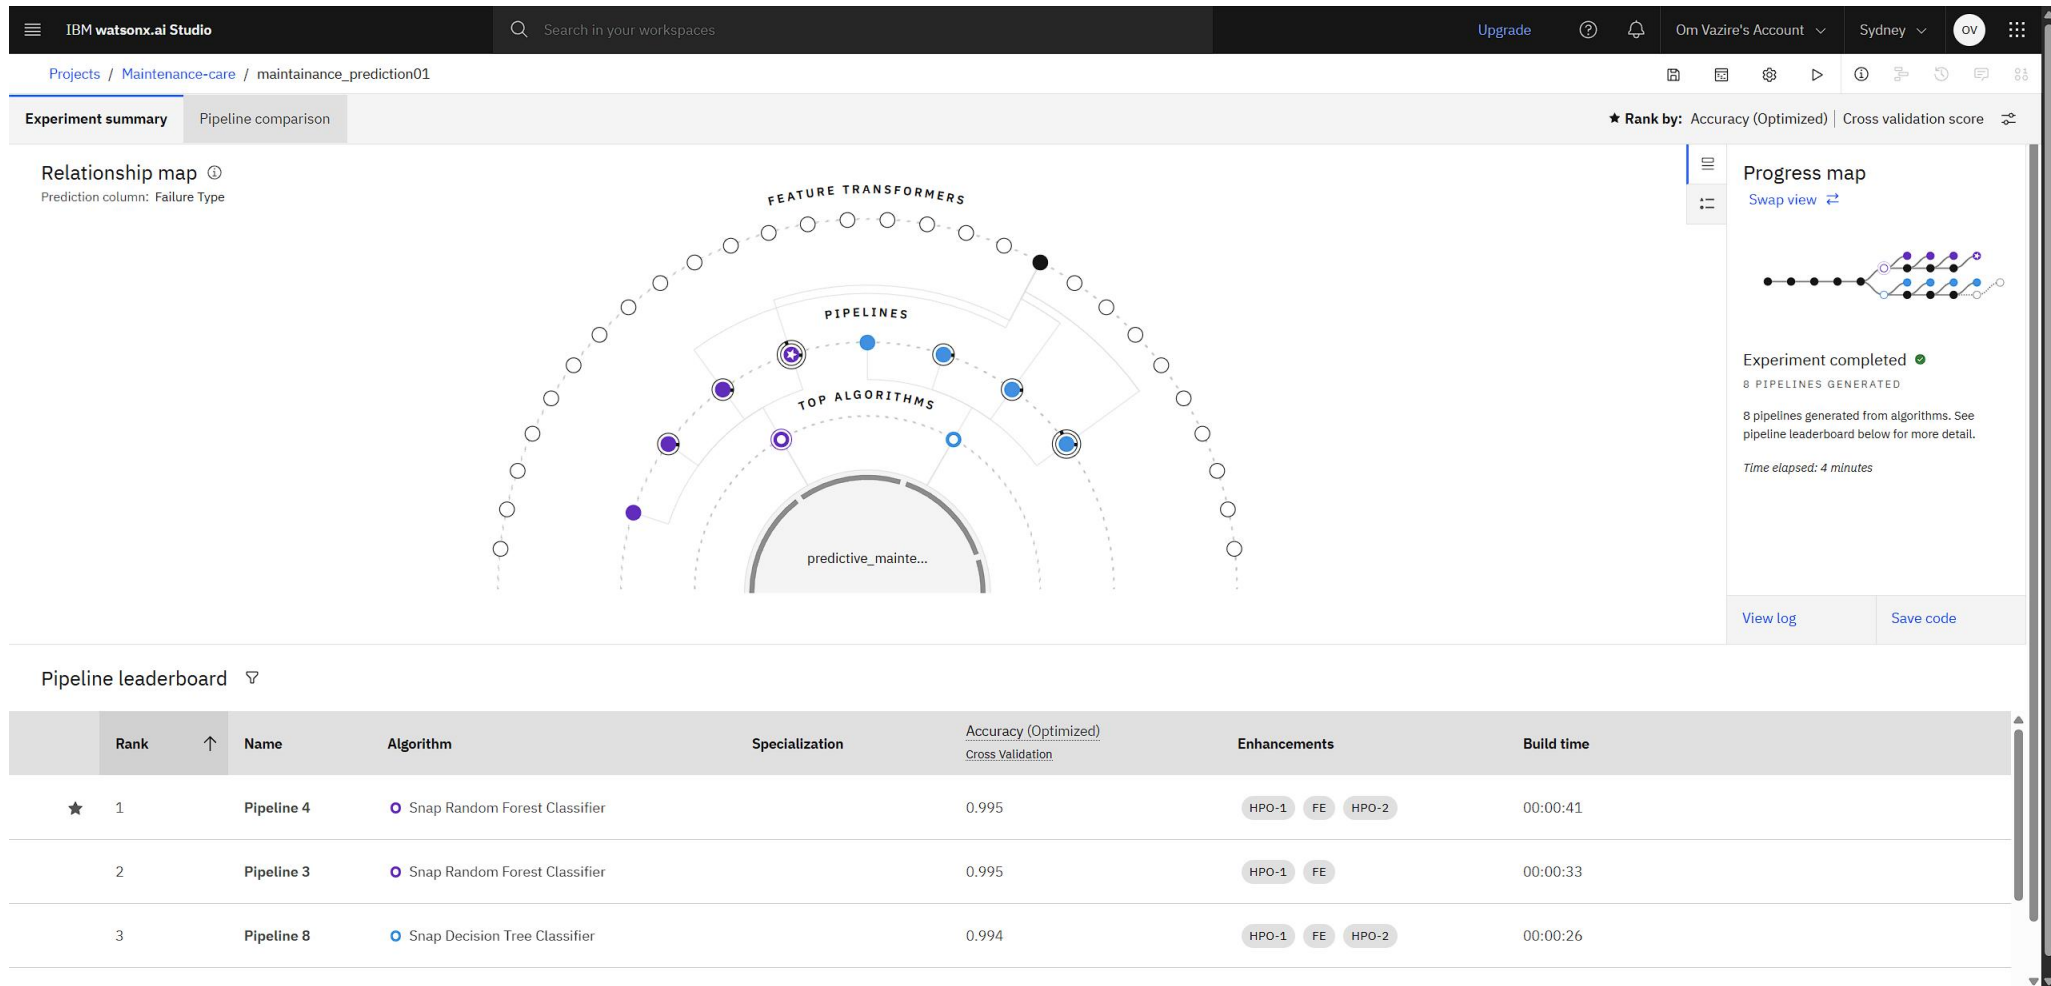 IBM watsonx.ai Studio
Search in your workspaces
Upgrade
Om Vazire's Account
Sydney
OV
Projects / Maintenance-care / maintainance_prediction01
Experiment summary
Pipeline comparison
Rank by: Accuracy (Optimized) | Cross validation score
Relationship map
Prediction column: Failure Type
FEATURE TRANSFORMERS
PIPELINES
TOP ALGORITHMS
predictive_mainte...
Progress map
Swap view
Experiment completed
8 PIPELINES GENERATED
8 pipelines generated from algorithms. See
pipeline leaderboard below for more detail.
Time elapsed: 4 minutes
View log
Save code
Pipeline leaderboard
Rank Name Algorithm Specialization Accuracy (Optimized) Enhancements Build time
Cross Validation
1 Pipeline 4 Snap Random Forest Classifier 0.995 HPO-1 FE HPO-2 00:00:41
2 Pipeline 3 Snap Random Forest Classifier 0.995 HPO-1 FE 00:00:33
3 Pipeline 8 Snap Decision Tree Classifier 0.994 HPO-1 FE HPO-2 00:00:26